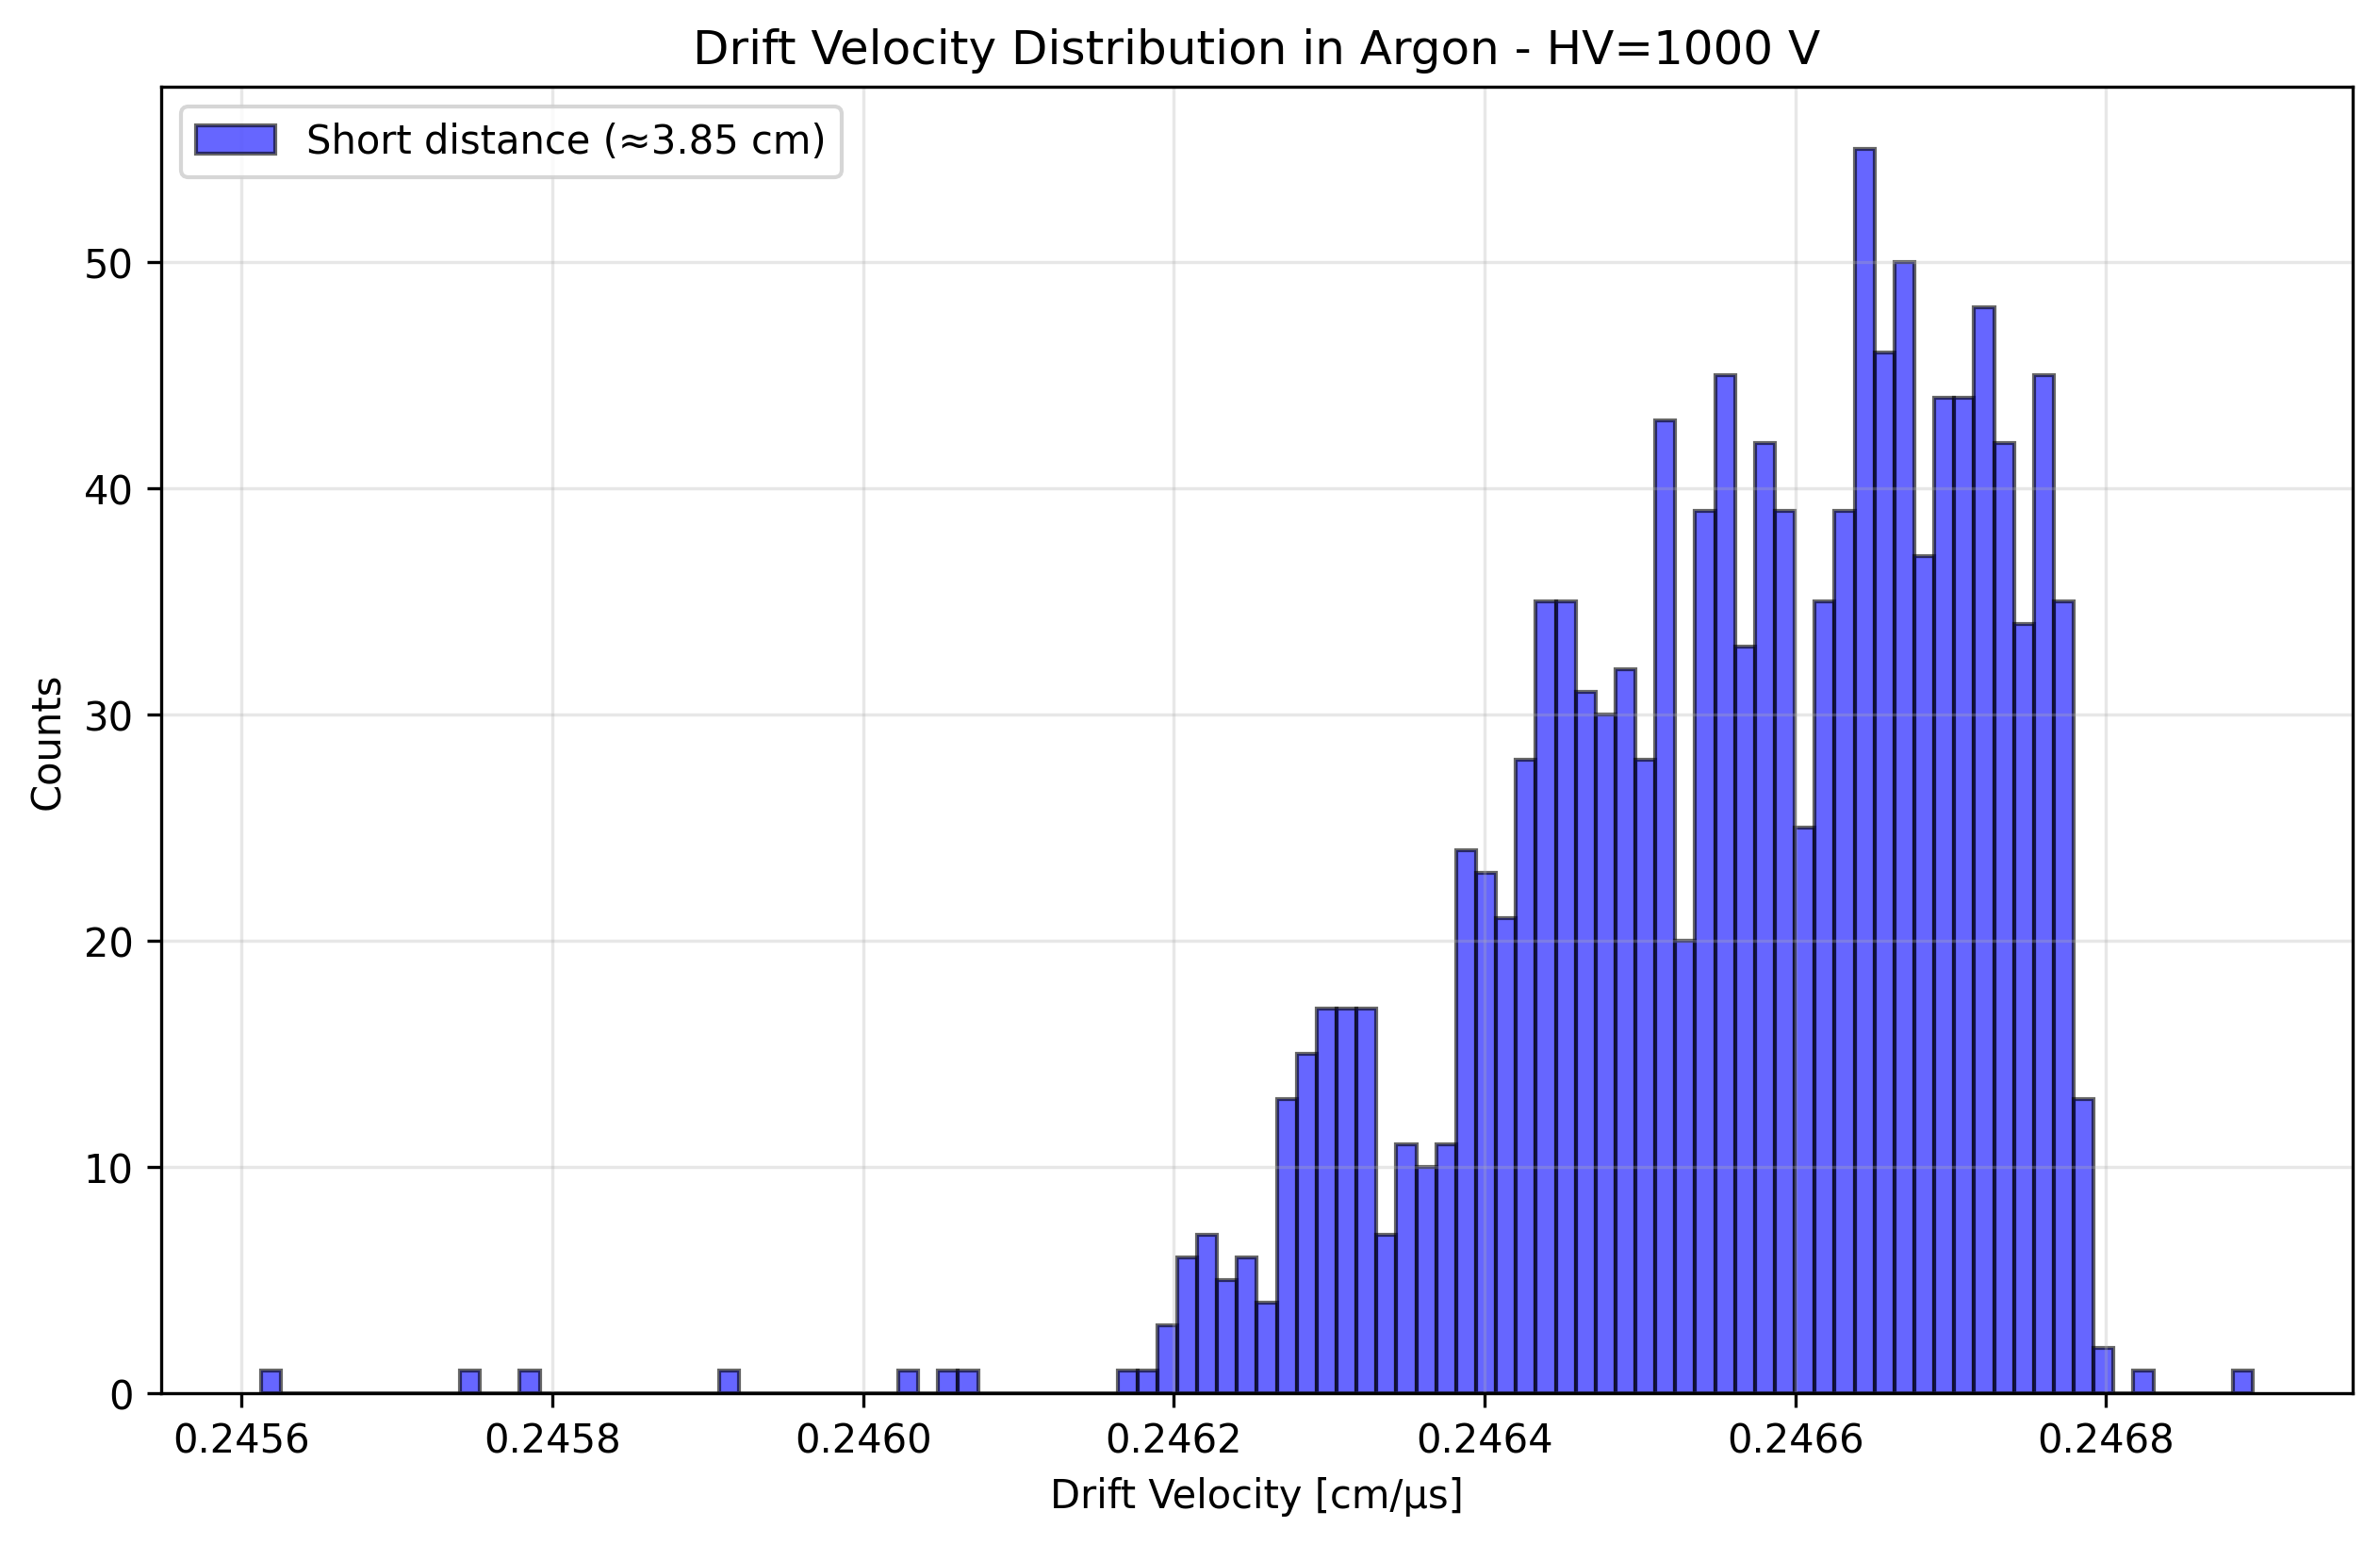 Drift Velocity Distribution in Argon - HV=1000 V
Short distance (≈3.85 cm)
Counts
50
40
30
20
10
0
0.2456 0.2458 0.2460 0.2462 0.2464 0.2466 0.2468
Drift Velocity [cm/μs]